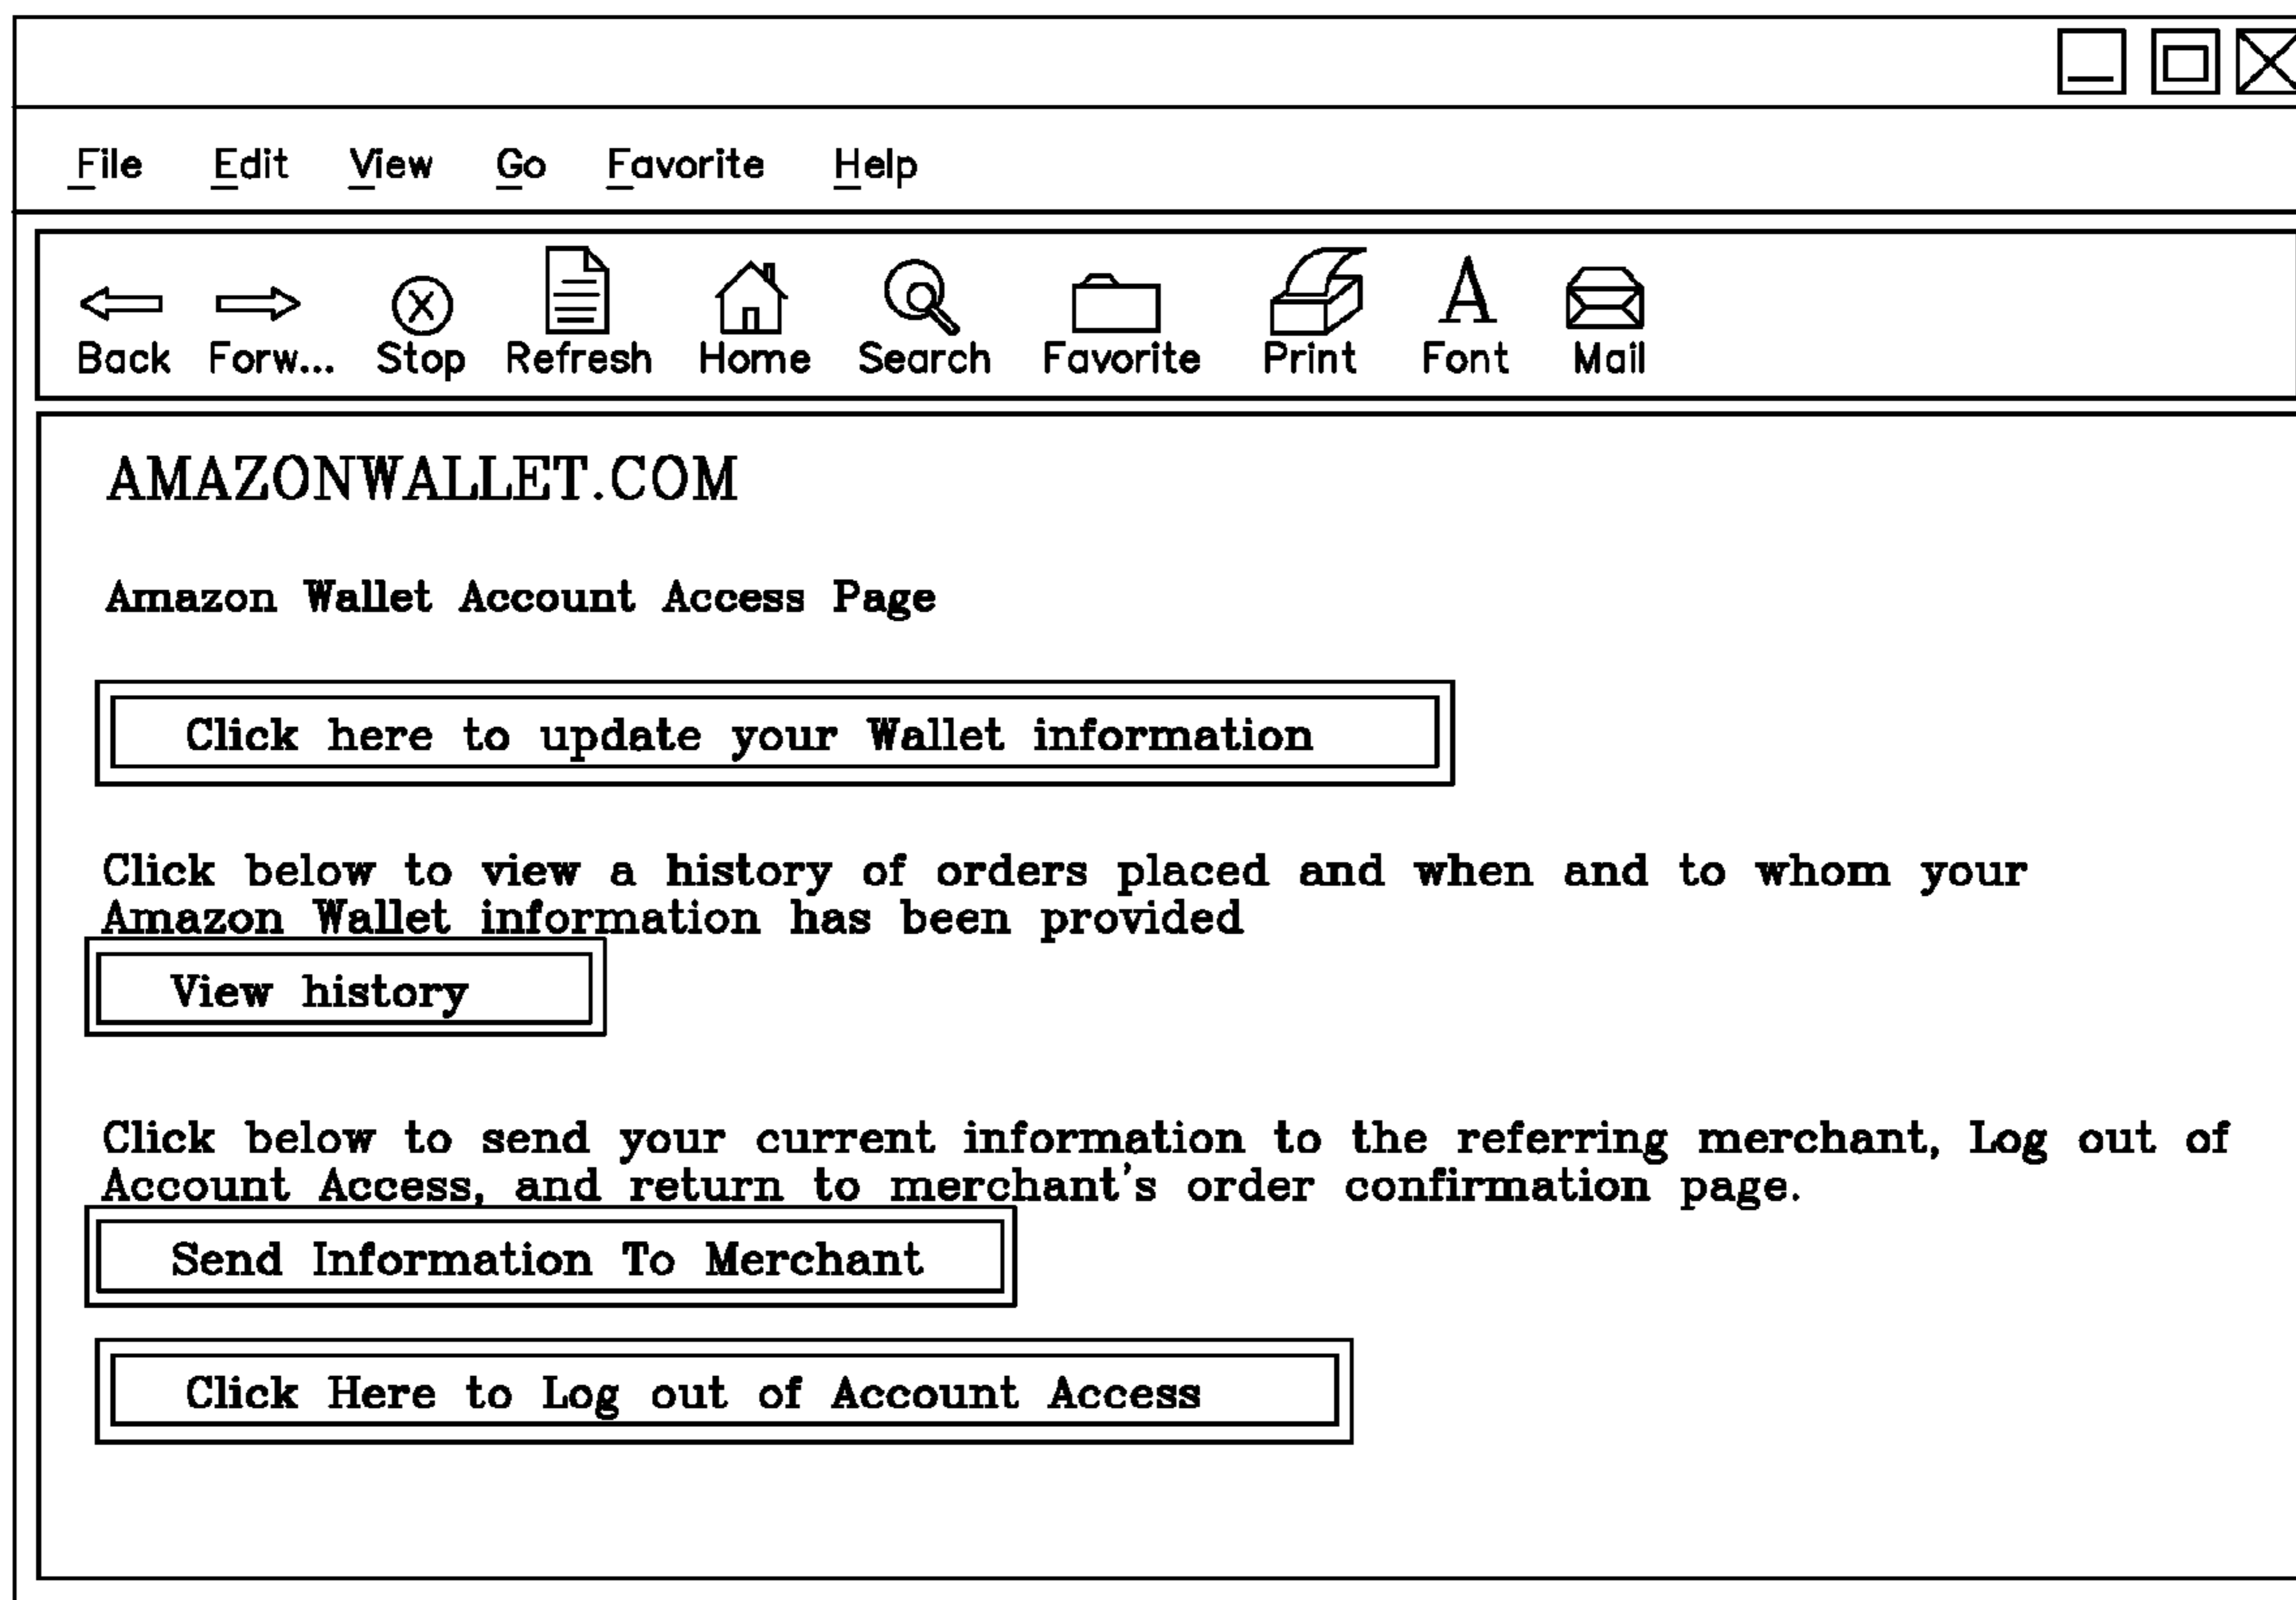 File Edit View Go Favorite Help
Back Forw... Stop Refresh Home Search Favorite Print Font Mail
AMAZONWALLET.COM
Amazon Wallet Account Access Page
Click here to update your Wallet information
Click below to view a history of orders placed and when and to whom your
Amazon Wallet information has been provided
View history
Click below to send your current information to the referring merchant, Log out of
Account Access, and return to merchant's order confirmation page.
Send Information To Merchant
Click Here to Log out of Account Access